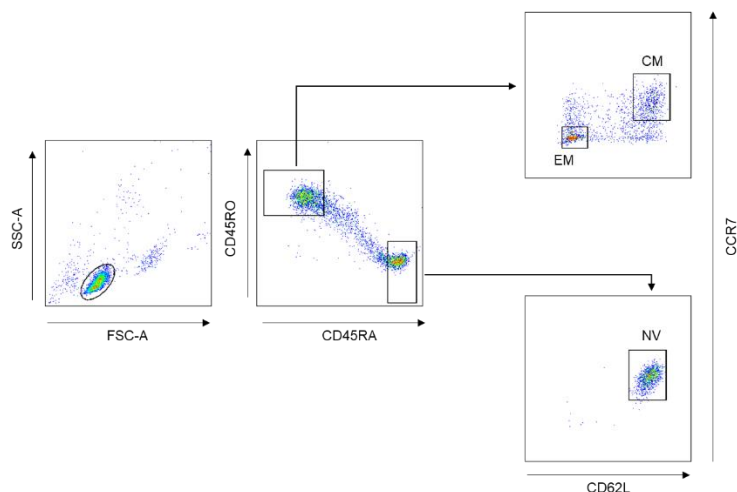 CM
EM
CCR7
SSC-A
FSC-A
CD45RO
CD45RA
NV
CD62L